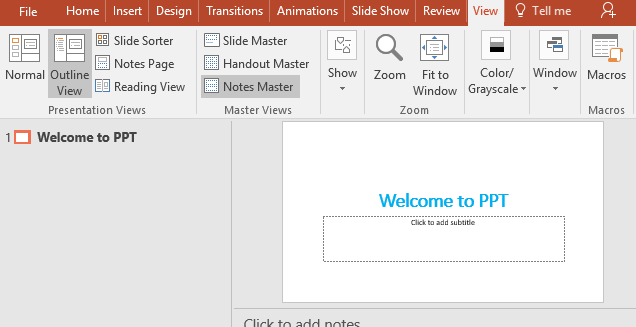 File Home Insert Design Transitions Animations Slide Show Review View Tell me
Normal
Outline View
Slide Sorter
Notes Page
Reading View
Presentation Views
Slide Master
Handout Master
Notes Master
Master Views
Show
Zoom
Fit to Window
Zoom
Color/ Grayscale
Window
Macros
Macros
1 Welcome to PPT
Welcome to PPT
Click to add subtitle
Click to add notes